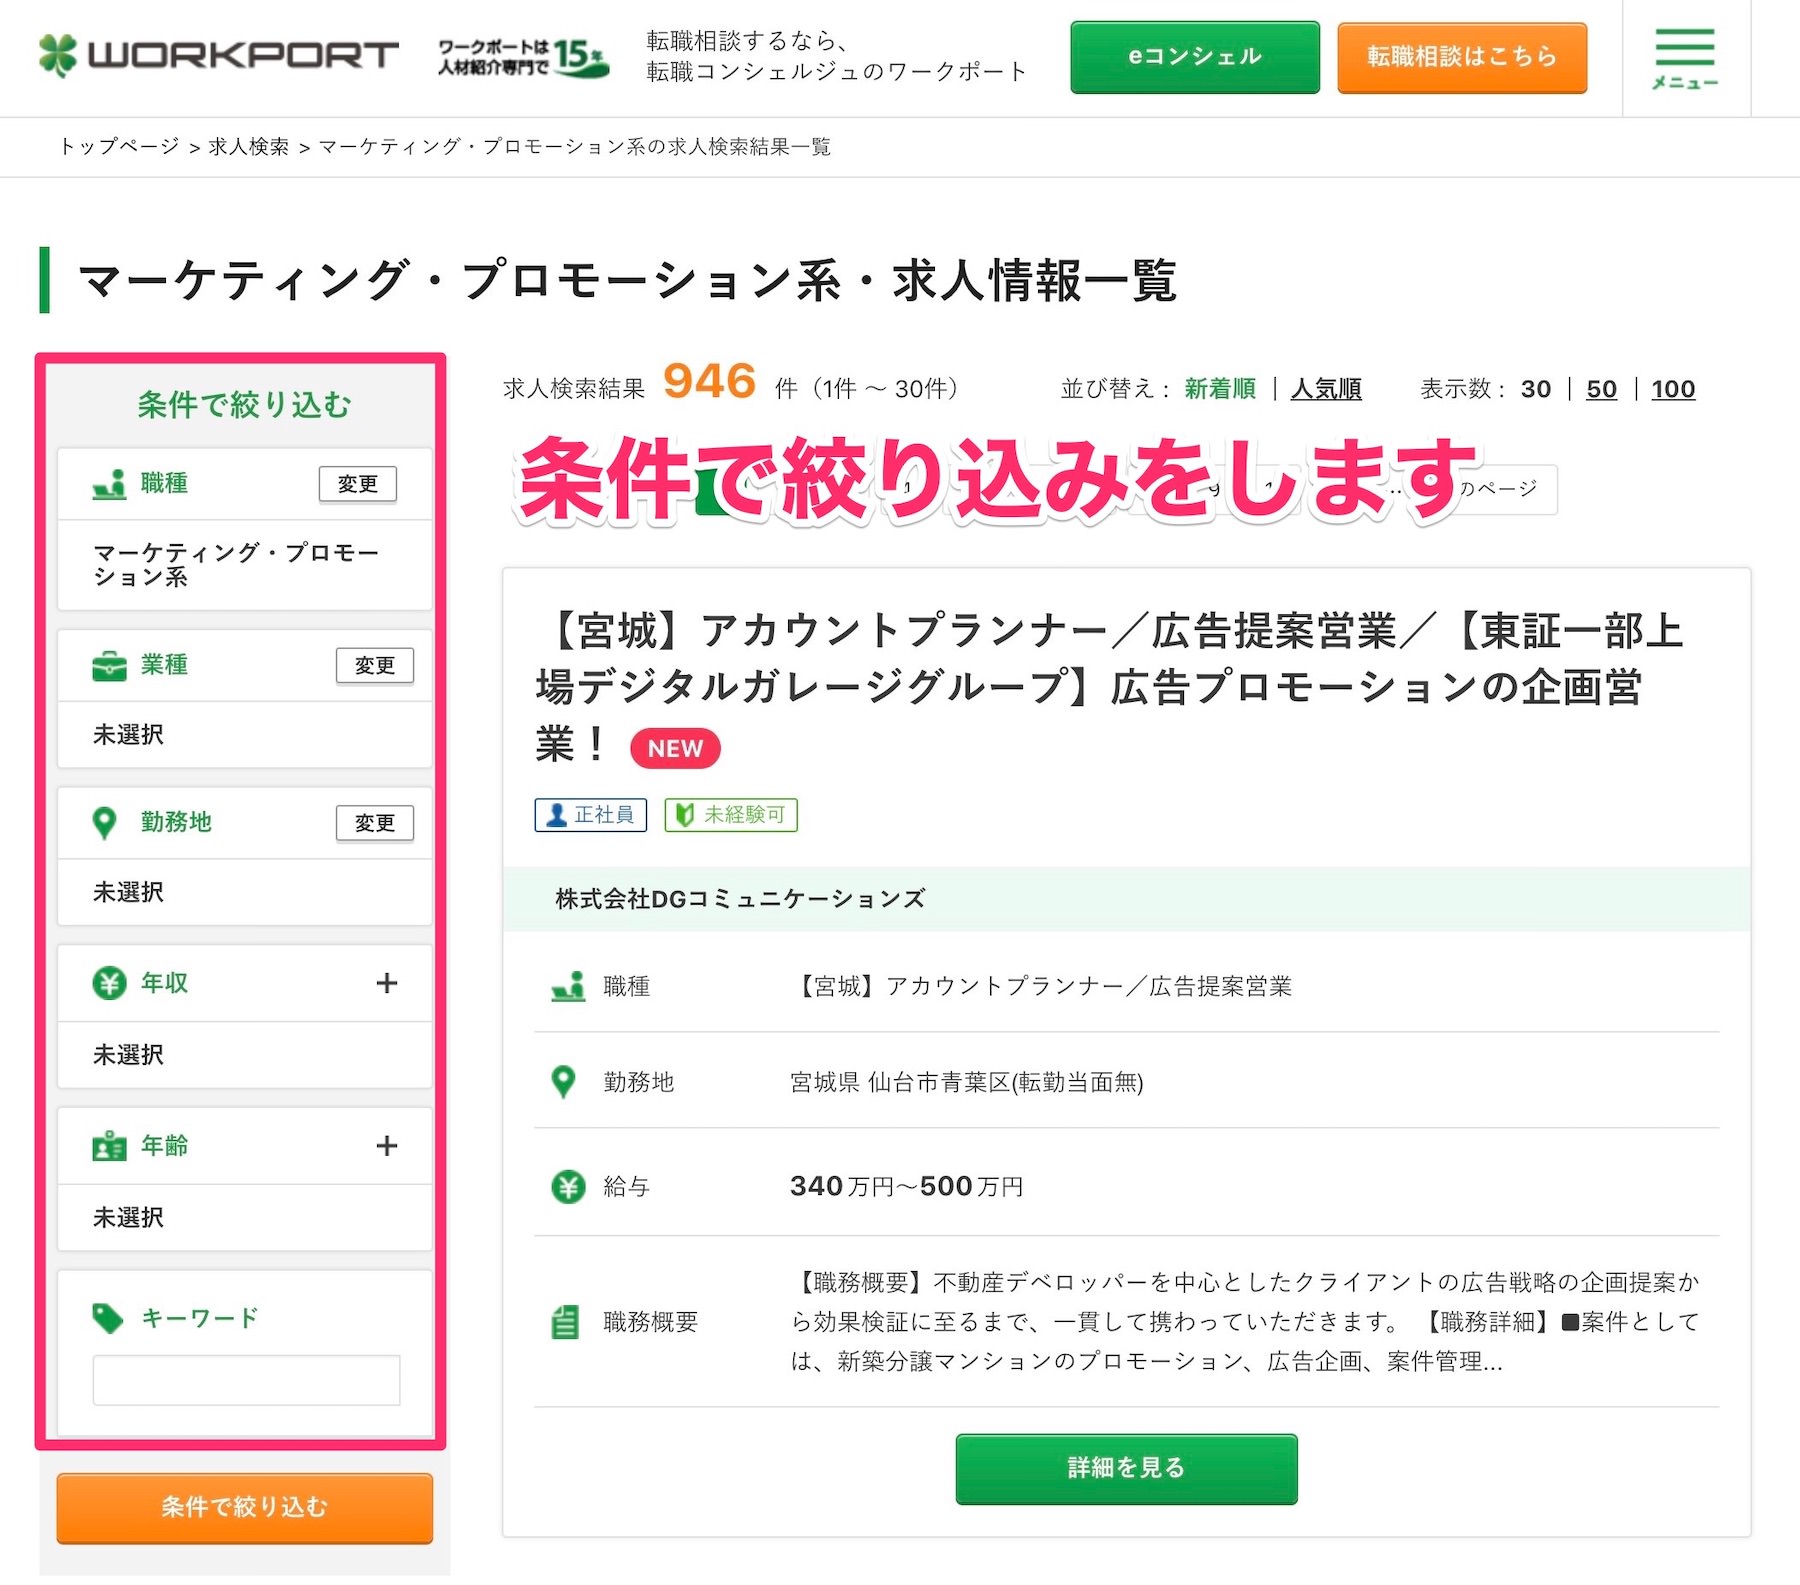 WORKPORT
ワークポートは
人材紹介専門で15年
転職相談するなら、
転職コンシェルジュのワークポート
eコンシェル
転職相談はこちら
メニュー
トップページ > 求人検索 > マーケティング・プロモーション系の求人検索結果一覧
マーケティング・プロモーション系・求人情報一覧
条件で絞り込む
職種 変更
マーケティング・プロモー
ション系
業種 変更
未選択
勤務地 変更
未選択
年収 +
未選択
年齢 +
未選択
キーワード
条件で絞り込む
求人検索結果 946 件（1件 ～ 30件）
並び替え： 新着順 | 人気順
表示数： 30 | 50 | 100
条件で絞り込みをします
のページ
【宮城】アカウントプランナー／広告提案営業／【東証一部上
場デジタルガレージグループ】広告プロモーションの企画営
業！ NEW
正社員 未経験可
株式会社DGコミュニケーションズ
職種 【宮城】アカウントプランナー／広告提案営業
勤務地 宮城県 仙台市青葉区(転勤当面無)
給与 340万円～500万円
職務概要
【職務概要】不動産デベロッパーを中心としたクライアントの広告戦略の企画提案か
ら効果検証に至るまで、一貫して携わっていただきます。 【職務詳細】■案件として
は、新築分譲マンションのプロモーション、広告企画、案件管理...
詳細を見る